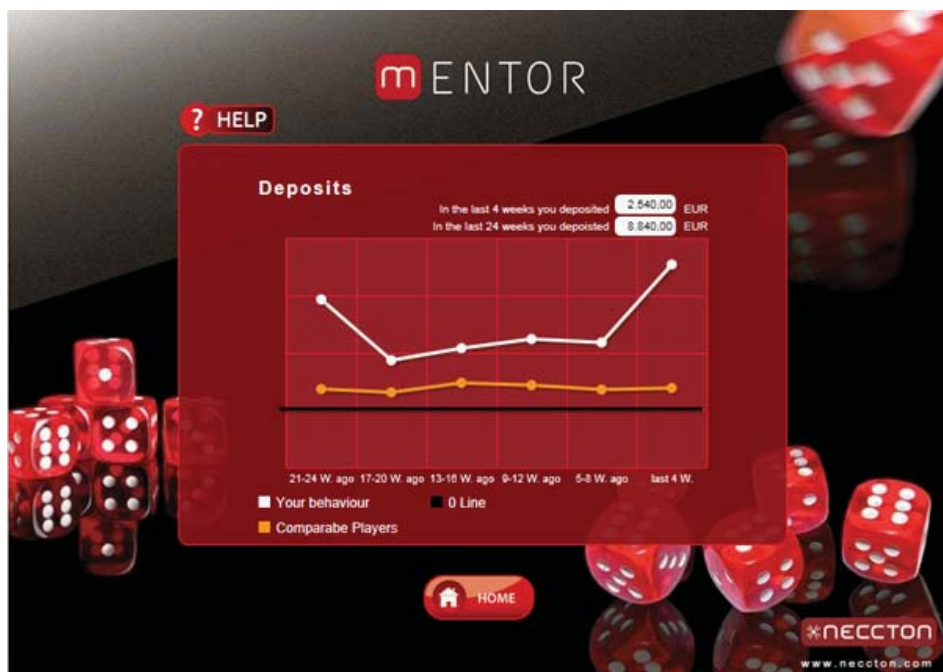 mENTOR
? HELP
Deposits
In the last 4 weeks you deposited 2.540,00 EUR
In the last 24 weeks you depoisted 8.840,00 EUR
21-24 W. ago 17-20 W. ago 13-16 W. ago 9-12 W. ago 5-8 W. ago last 4 W.
Your behaviour 0 Line
Comparabe Players
HOME
NECCTON
www.neccton.com